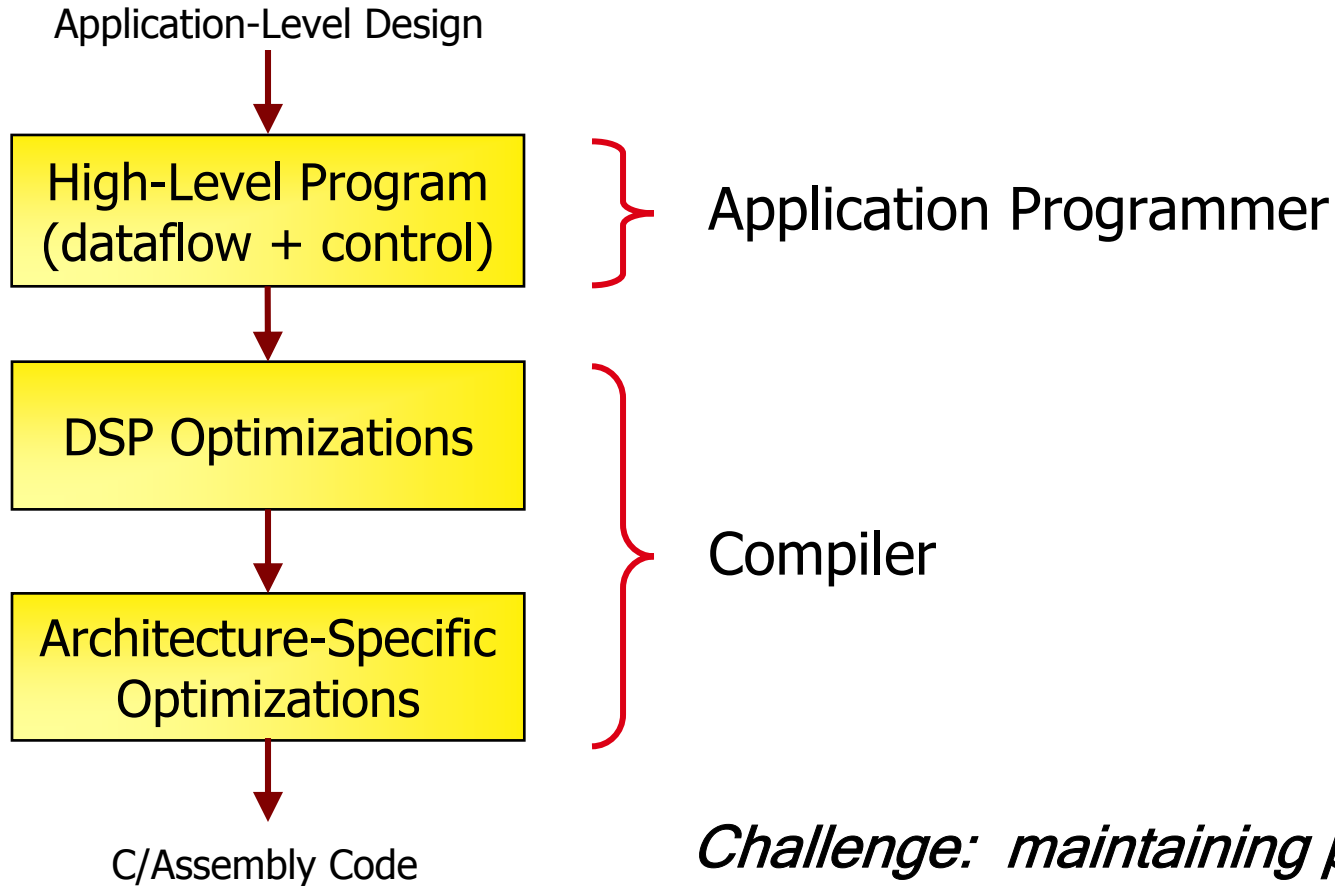 Application-Level Design
High-Level Program
(dataflow + control)
Application Programmer
DSP Optimizations
Compiler
Architecture-Specific
Optimizations
C/Assembly Code
Challenge: maintaining